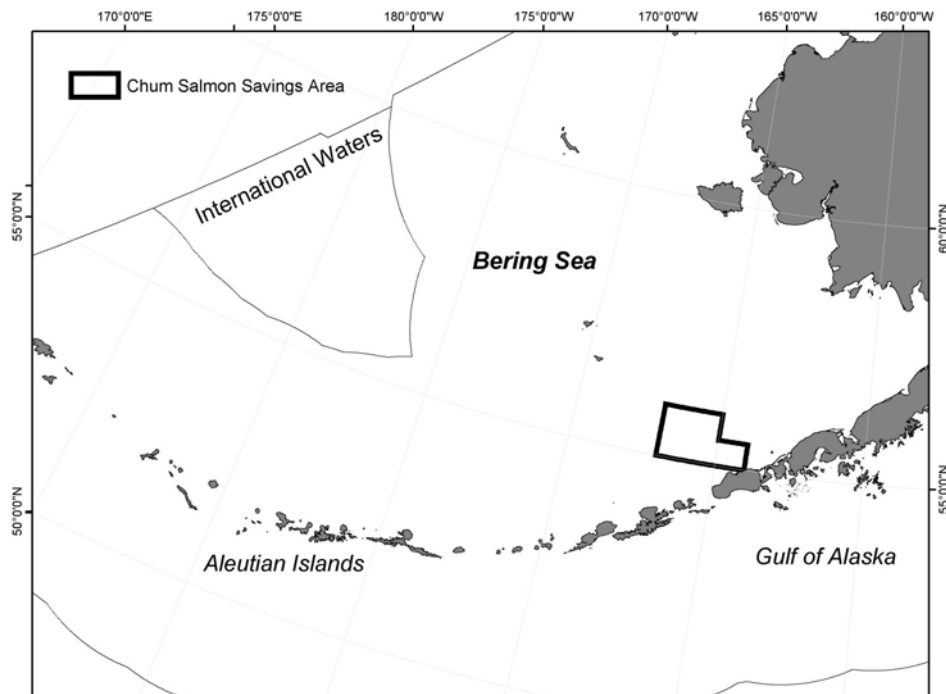 170°0'0"E 175°0'0"E 180°0'0"W 175°0'0"W 170°0'0"W 165°0'0"W 160°0'0"W
Chum Salmon Savings Area
International Waters
55°0'0"N
60°0'0"N
Bering Sea
50°0'0"N
55°0'0"N
Aleutian Islands
Gulf of Alaska